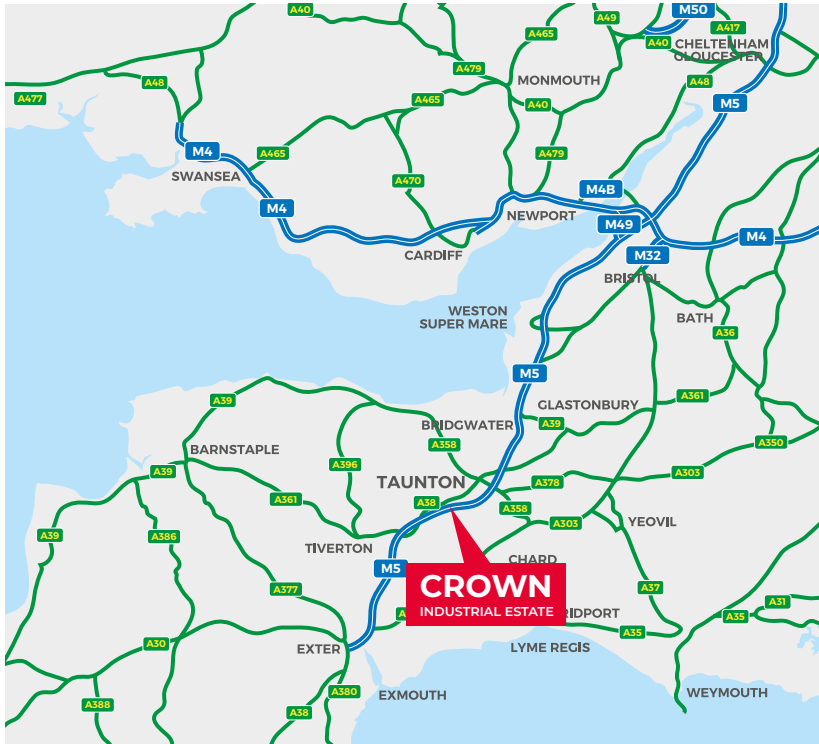 A40
A465
A49
M50
A417
A40
CHELTENHAM
GLOUCESTER
A48
A479
MONMOUTH
A48
A477
A465
A40
M5
M4
A465
A479
SWANSEA
A470
M4B
M4
NEWPORT
M49
M4
CARDIFF
M32
BRISTOL
WESTON
SUPER MARE
BATH
A36
M5
A39
GLASTONBURY
A361
BRIDGWATER
A39
BARNSTAPLE
A358
A350
A39
A396
A303
TAUNTON
A378
A361
A38
A358
A303
YEOVIL
A39
A386
TIVERTON
CHARD
M5
CROWN
INDUSTRIAL ESTATE
A377
A37
A31
RIDPORT
A35
A35
A30
EXTER
LYME REGIS
A380
EXMOUTH
WEYMOUTH
A388
A38